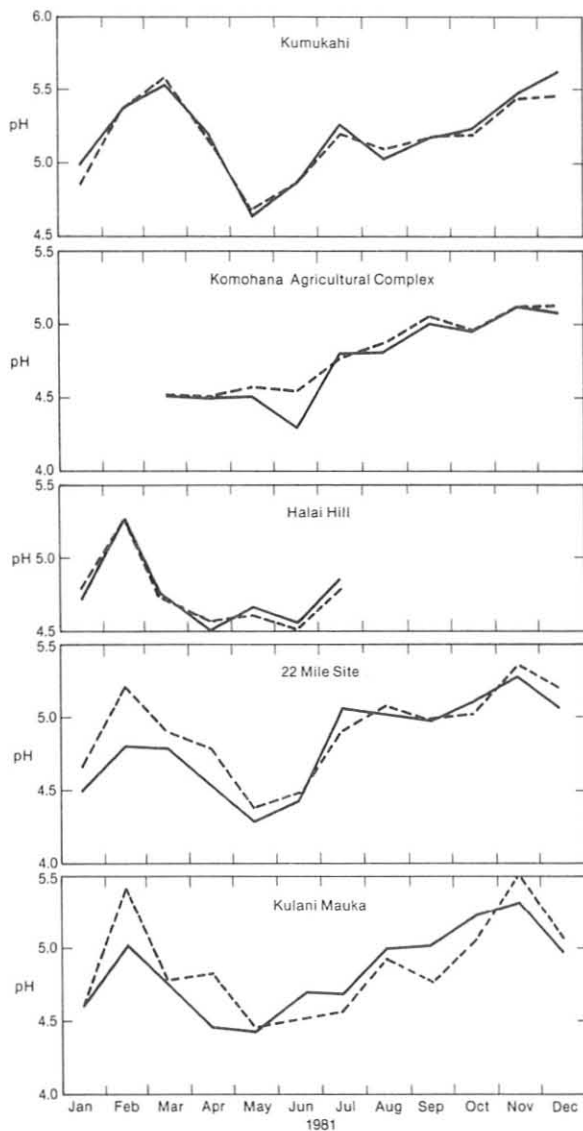 6.0
Kumukahi
5.5
pH
5.0
4.5
5.5
Komohana Agricultural Complex
5.0
pH
4.5
4.0
5.5
Halai Hill
pH 5.0
4.5
5.5
22 Mile Site
5.0
pH
4.5
4.0
5.5
Kulani Mauka
5.0
pH
4.5
4.0
Jan Feb Mar Apr May Jun Jul Aug Sep Oct Nov Dec
1981